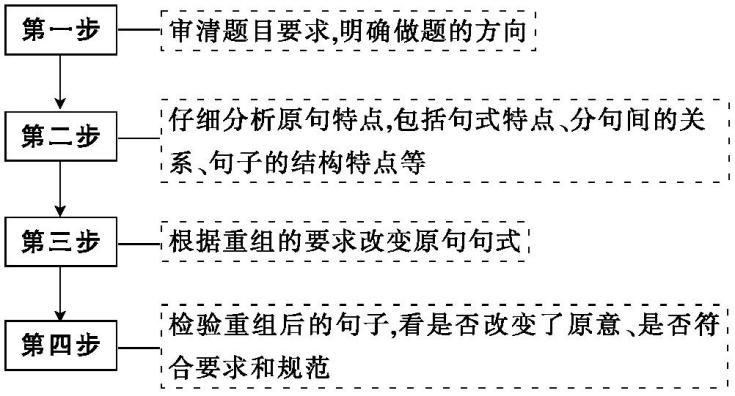 第一步
审清题目要求,明确做题的方向
第二步
仔细分析原句特点,包括句式特点、分句间的关
系、句子的结构特点等
第三步
根据重组的要求改变原句句式
第四步
检验重组后的句子,看是否改变了原意、是否符
合要求和规范